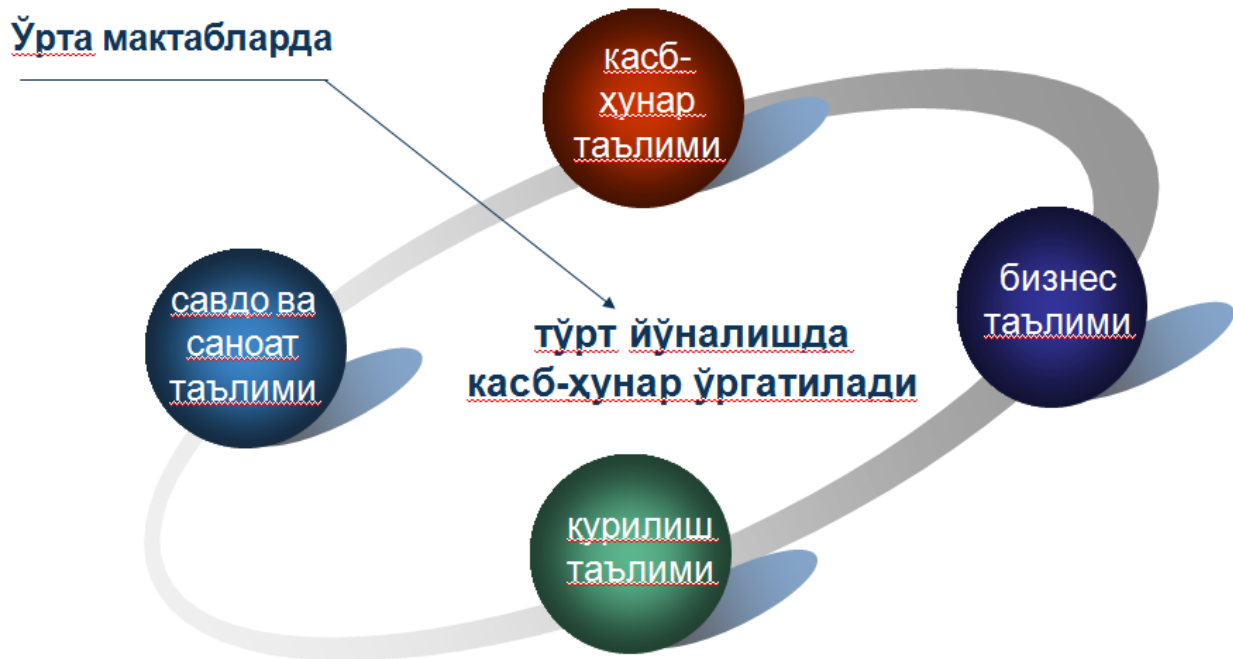 Ўрта мактабларда
касб-
ҳунар
таълими
бизнес
таълими
савдо ва
саноат
таълими
тўрт йўналишда
касб-ҳунар ўргатилади
қурилиш
таълими